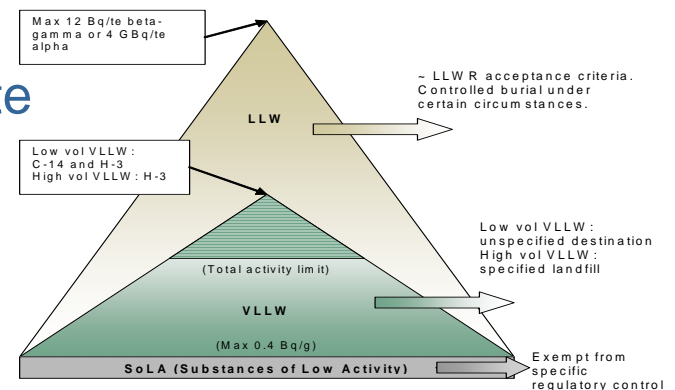 te
Max 12 Bq/te beta-
gamma or 4 GBq/te
alpha
~ LLWR acceptance criteria.
Controlled burial under
certain circumstances.
LLW
Low vol VLLW:
C-14 and H-3
High vol VLLW: H-3
Low vol VLLW:
unspecified destination
High vol VLLW:
specified landfill
(Total activity limit)
VLLW
(Max 0.4 Bq/g)
SoLA (Substances of Low Activity)
Exempt from
specific
regulatory control